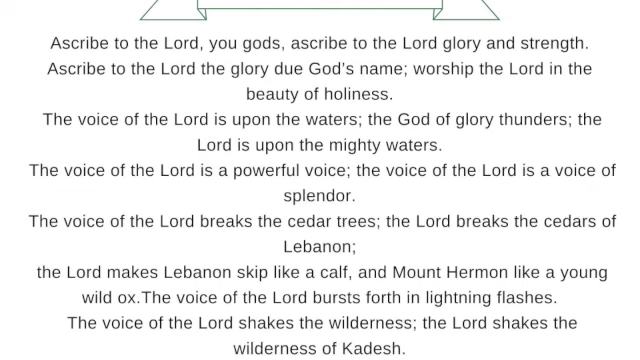 Ascribe to the Lord, you gods, ascribe to the Lord glory and strength.
Ascribe to the Lord the glory due God's name; worship the Lord in the
beauty of holiness.
The voice of the Lord is upon the waters; the God of glory thunders; the
Lord is upon the mighty waters.
The voice of the Lord is a powerful voice; the voice of the Lord is a voice of
splendor.
The voice of the Lord breaks the cedar trees; the Lord breaks the cedars of
Lebanon;
the Lord makes Lebanon skip like a calf, and Mount Hermon like a young
wild ox.The voice of the Lord bursts forth in lightning flashes.
The voice of the Lord shakes the wilderness; the Lord shakes the
wilderness of Kadesh.